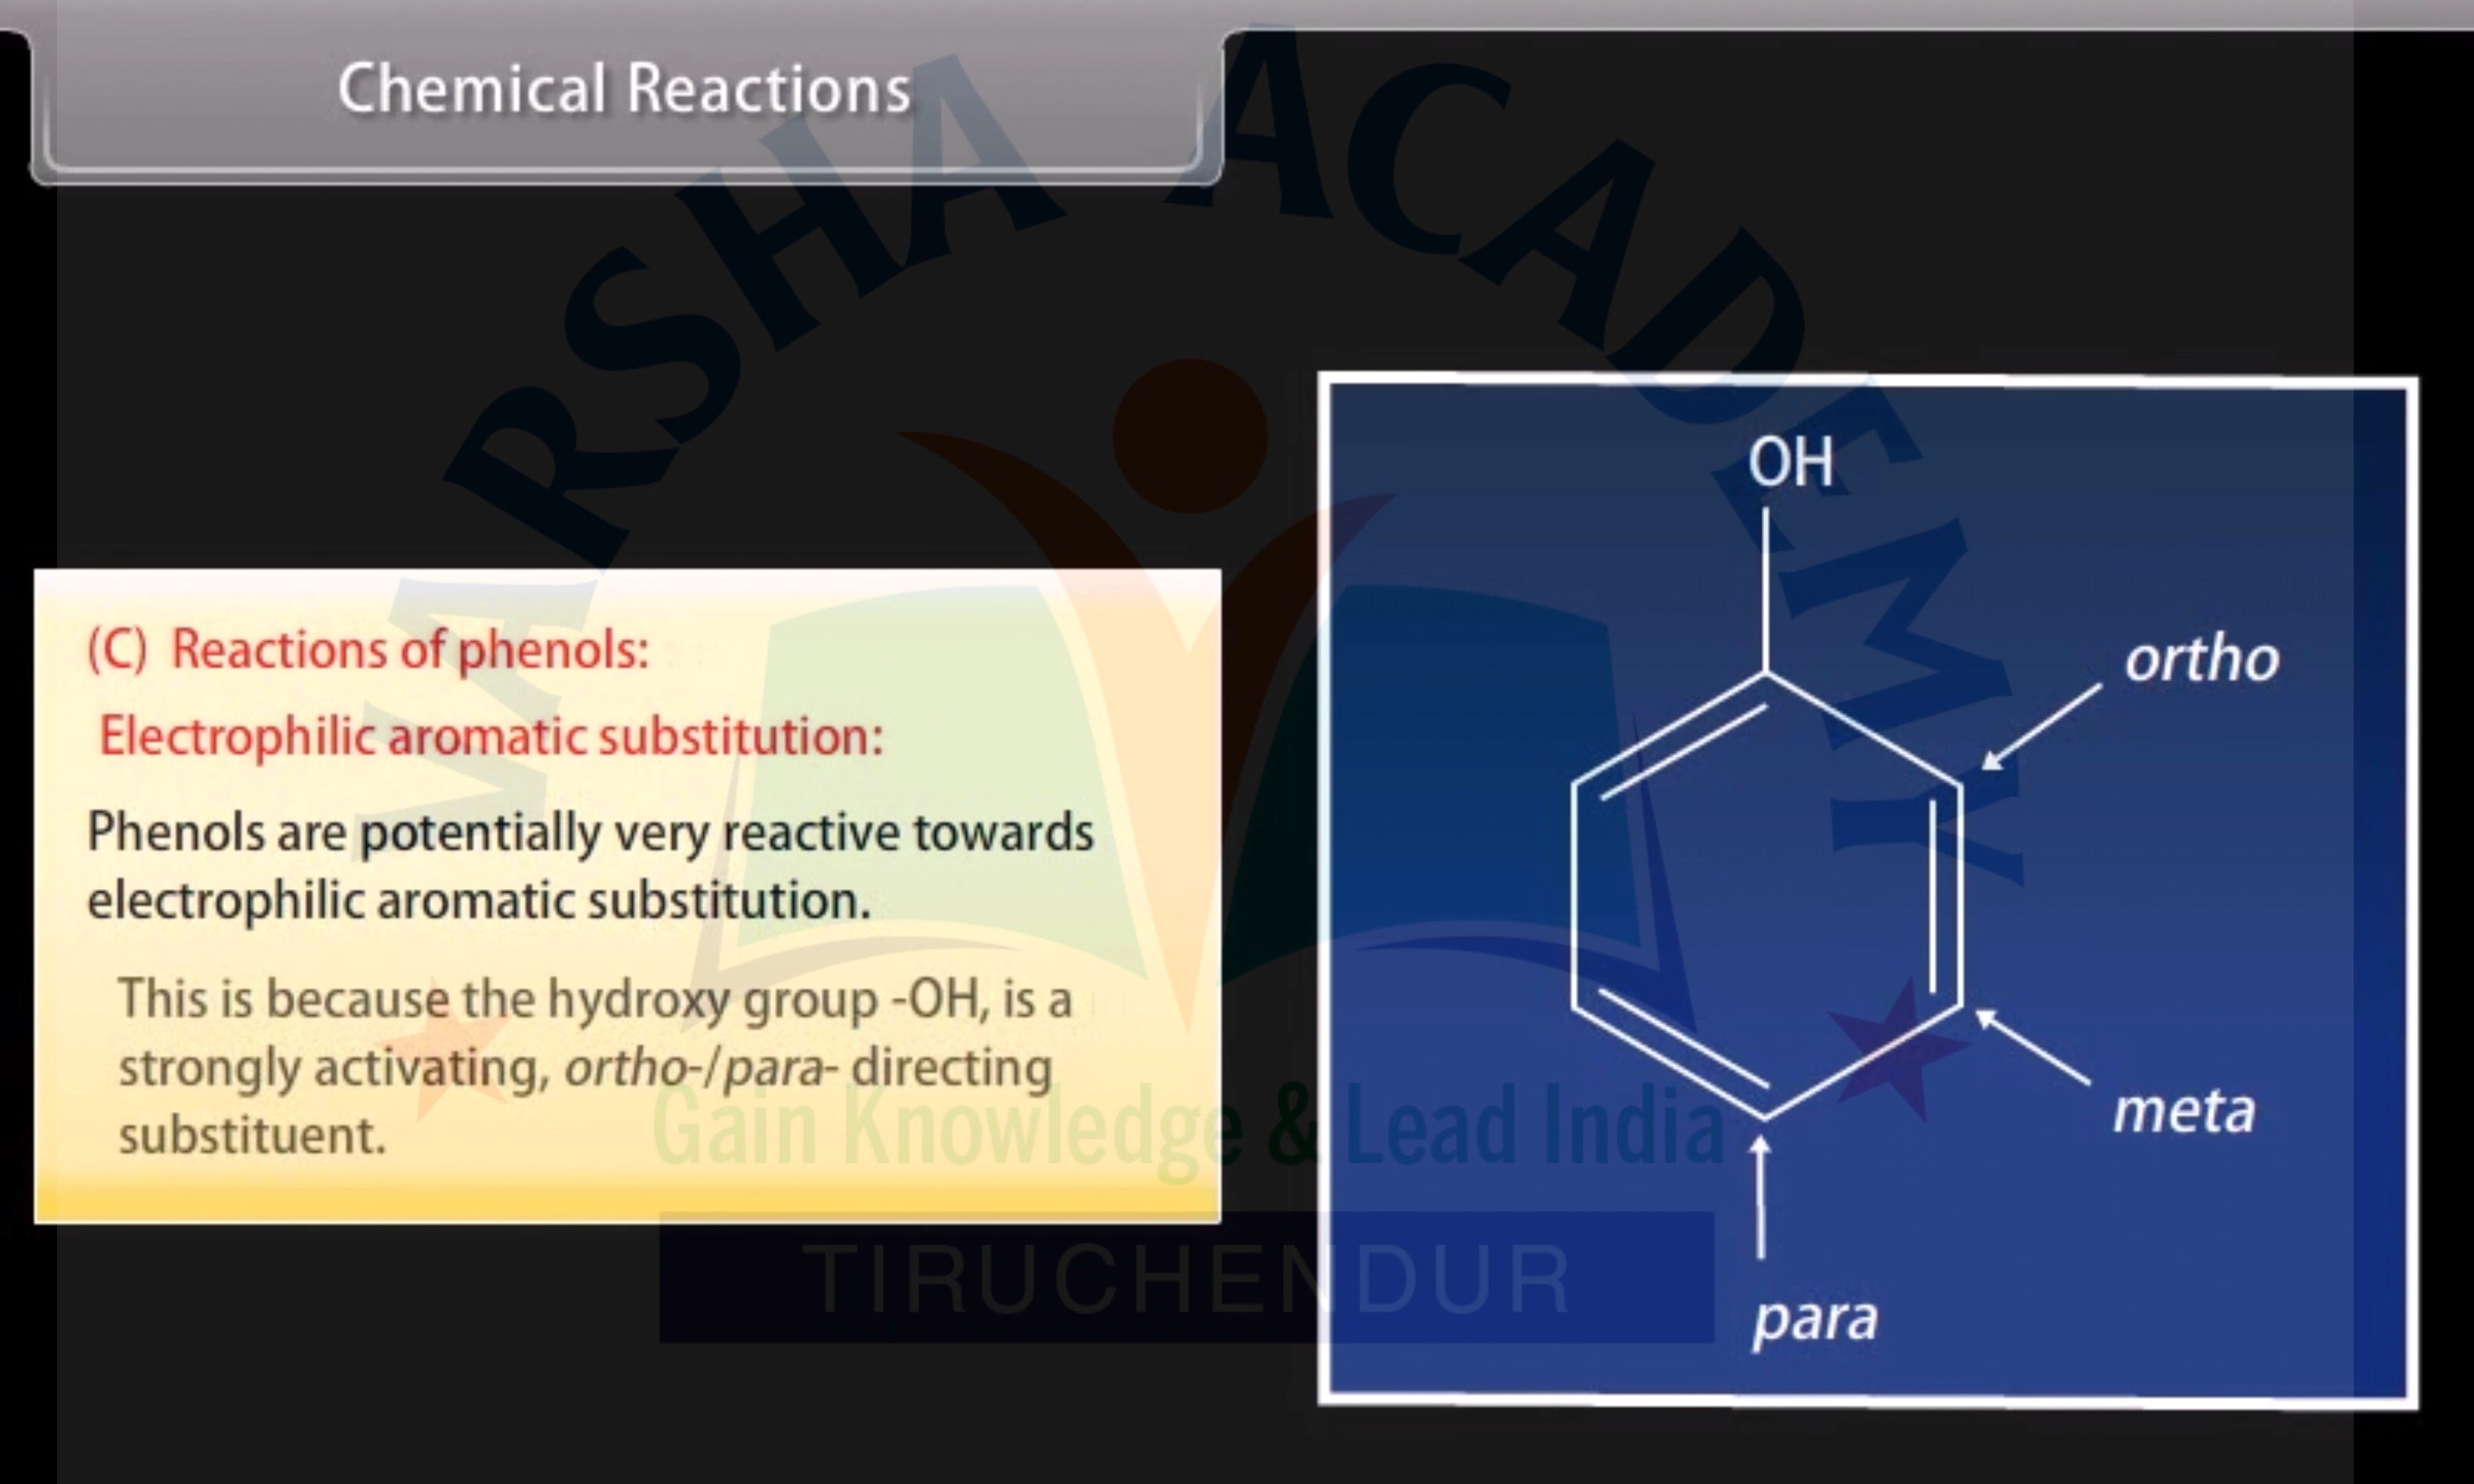 Chemical Reactions
VARSHA ACADEMY
(C) Reactions of phenols:
Electrophilic aromatic substitution:
Phenols are potentially very reactive towards
electrophilic aromatic substitution.
This is because the hydroxy group -OH, is a
strongly activating, ortho-/para- directing
substituent.
OH
ortho
meta
para
Gain Knowledge & Lead India
TIRUCHENDUR